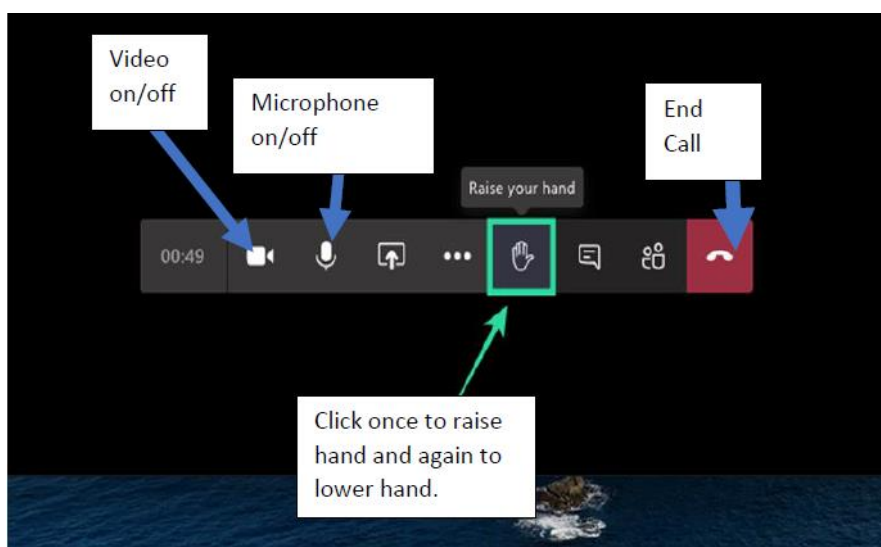 Video
on/off
Microphone
on/off
End
Call
Raise your hand
00:49
Click once to raise
hand and again to
lower hand.